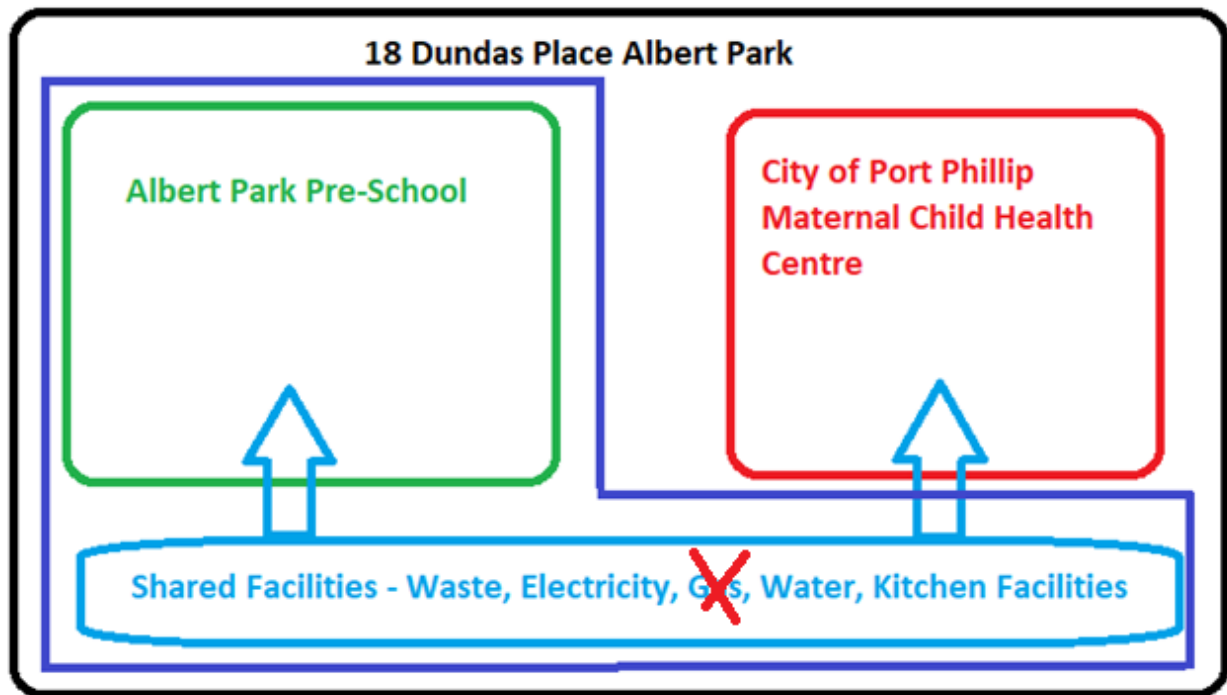 18 Dundas Place Albert Park
Albert Park Pre-School
City of Port Phillip
Maternal Child Health
Centre
Shared Facilities - Waste, Electricity, Gas, Water, Kitchen Facilities